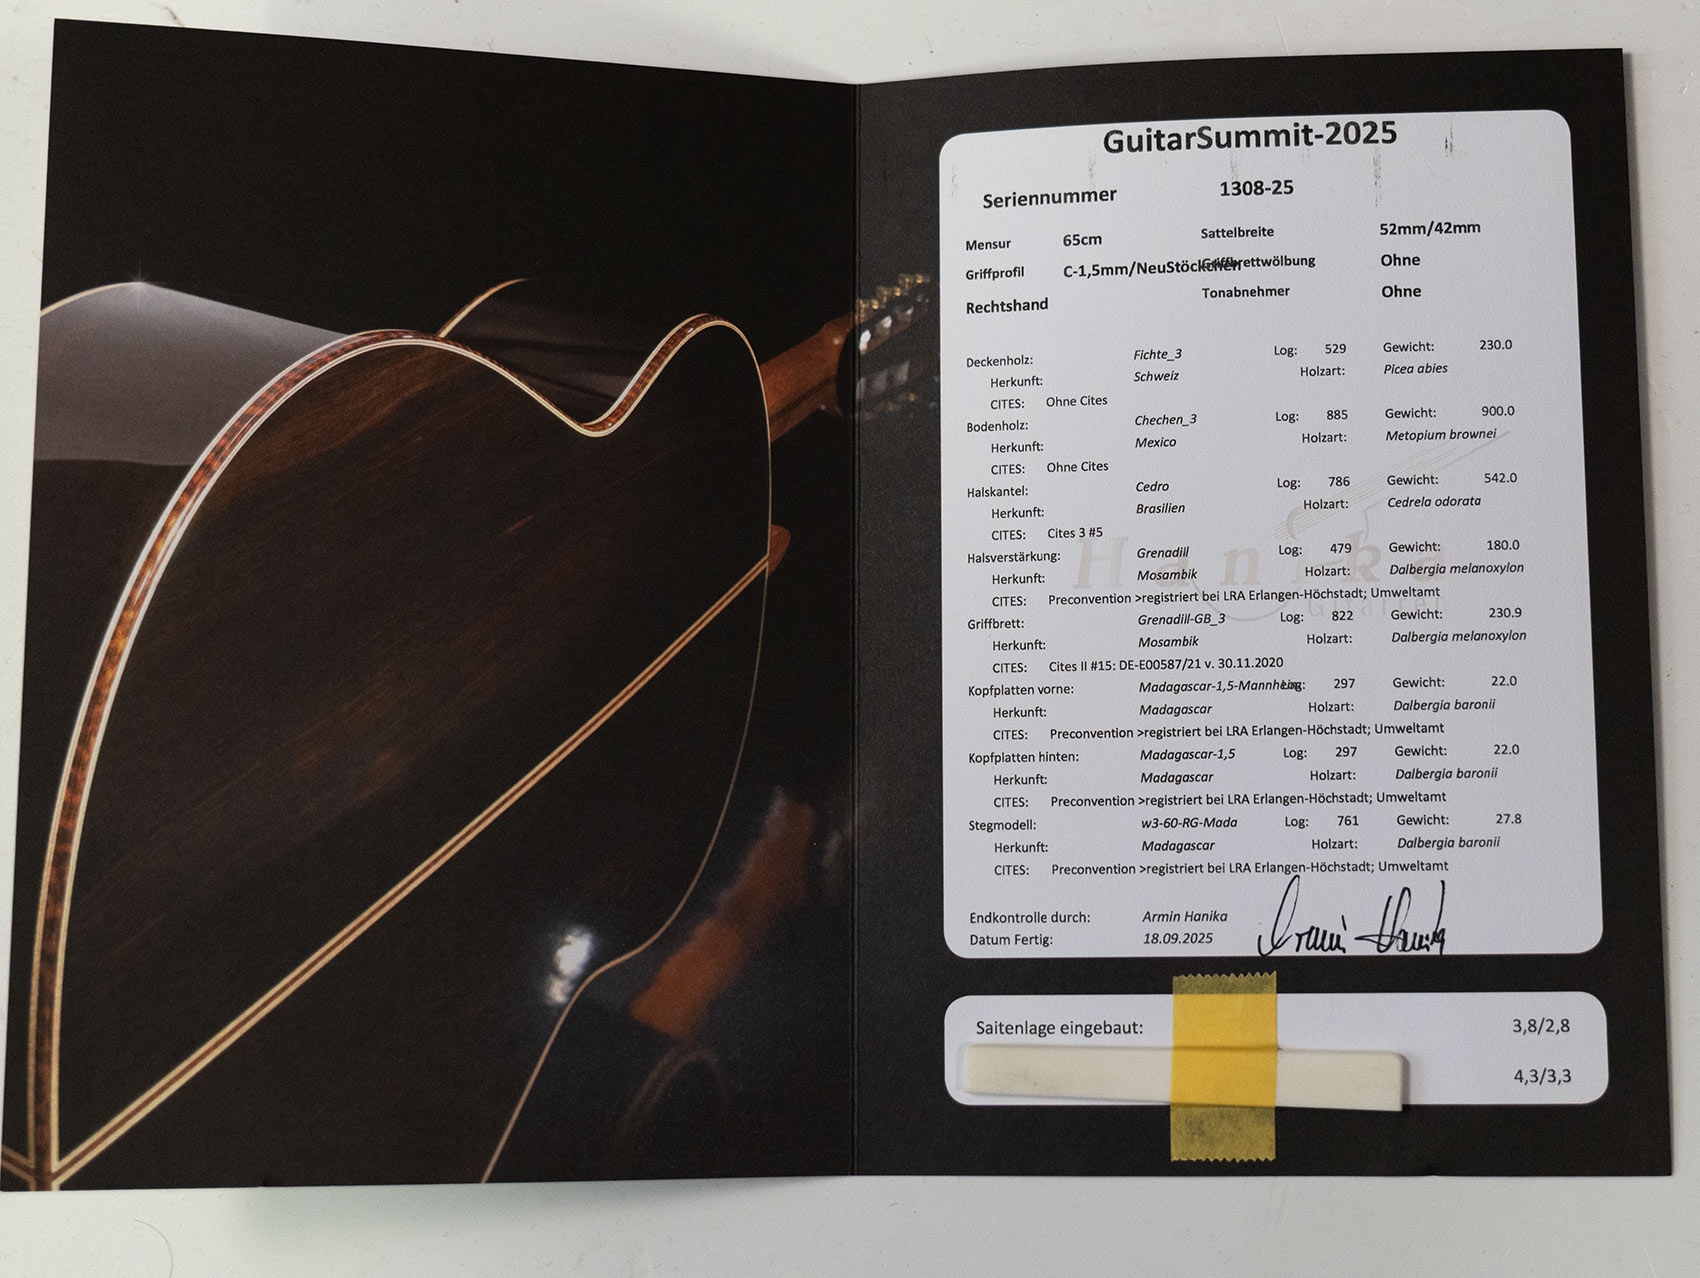 GuitarSummit-2025
Seriennummer 1308-25
Mensur 65cm Sattelbreite 52mm/42mm
Griffprofil C-1,5mm/NeuStöckchen Griffbrettwölbung Ohne
Rechtshand Tonabnehmer Ohne
Deckenholz: Fichte_3 Log: 529 Gewicht: 230.0
Herkunft: Schweiz Holzart: Picea abies
CITES: Ohne Cites
Bodenholz: Chechen_3 Log: 885 Gewicht: 900.0
Herkunft: Mexico Holzart: Metopium brownei
CITES: Ohne Cites
Halskantel: Cedro Log: 786 Gewicht: 542.0
Herkunft: Brasilien Holzart: Cedrela odorata
CITES: Cites 3 #5
Hanika
Gitarren
Halsverstärkung: Grenadill Log: 479 Gewicht: 180.0
Herkunft: Mosambik Holzart: Dalbergia melanoxylon
CITES: Preconvention >registriert bei LRA Erlangen-Höchstadt; Umweltamt
Griffbrett: Grenadill-GB_3 Log: 822 Gewicht: 230.9
Herkunft: Mosambik Holzart: Dalbergia melanoxylon
CITES: Cites II #15: DE-E00587/21 v. 30.11.2020
Kopfplatten vorne: Madagascar-1,5-Mannheim Log: 297 Gewicht: 22.0
Herkunft: Madagascar Holzart: Dalbergia baronii
CITES: Preconvention >registriert bei LRA Erlangen-Höchstadt; Umweltamt
Kopfplatten hinten: Madagascar-1,5 Log: 297 Gewicht: 22.0
Herkunft: Madagascar Holzart: Dalbergia baronii
CITES: Preconvention >registriert bei LRA Erlangen-Höchstadt; Umweltamt
Stegmodell: w3-60-RG-Mada Log: 761 Gewicht: 27.8
Herkunft: Madagascar Holzart: Dalbergia baronii
CITES: Preconvention >registriert bei LRA Erlangen-Höchstadt; Umweltamt
Endkontrolle durch: Armin Hanika
Datum Fertig: 18.09.2025 Armin Hanika
Saitenlage eingebaut: 3,8/2,8
4,3/3,3